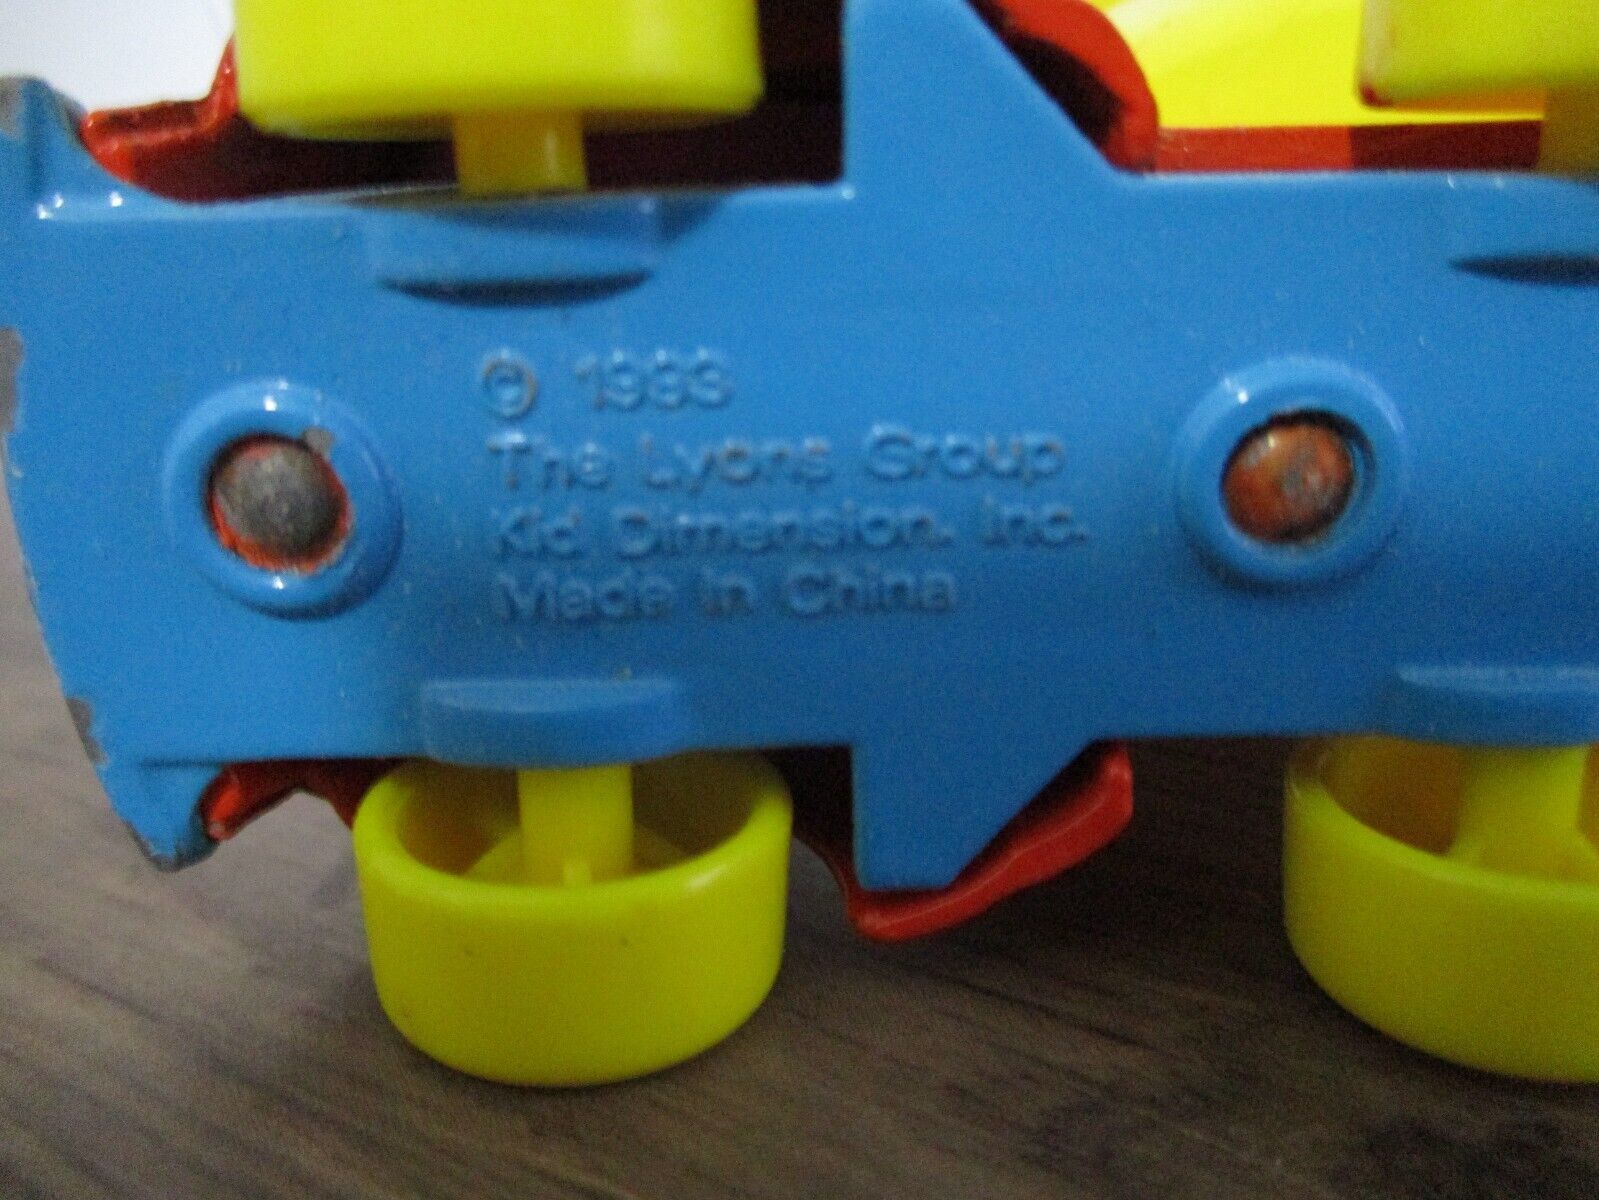 © 1993
The Lyons Group
Kid Dimension, Inc.
Made in China